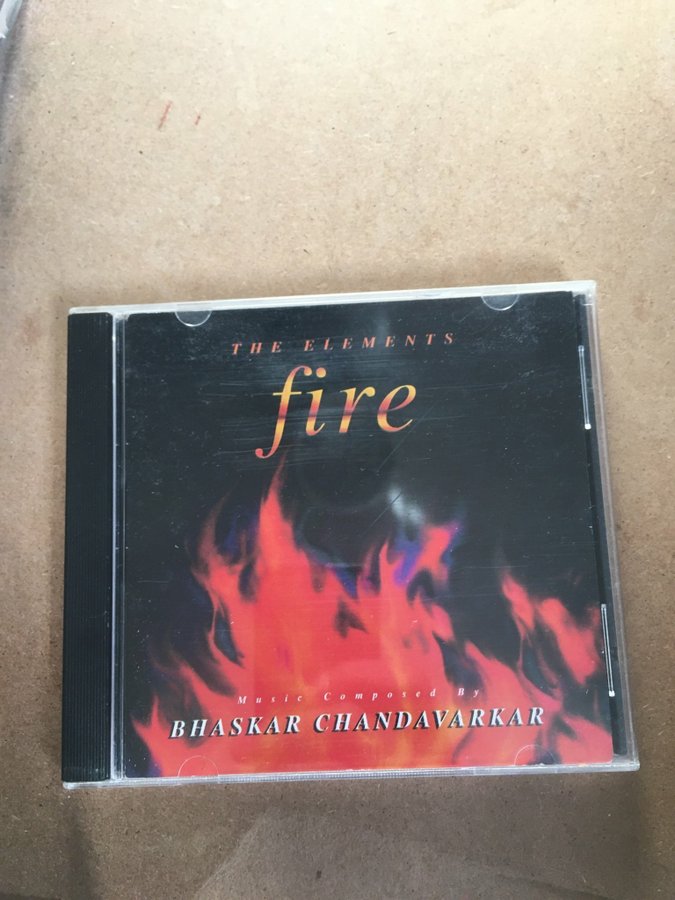 THE ELEMENTS
fire
Music Composed By
BHASKAR CHANDAVARKAR